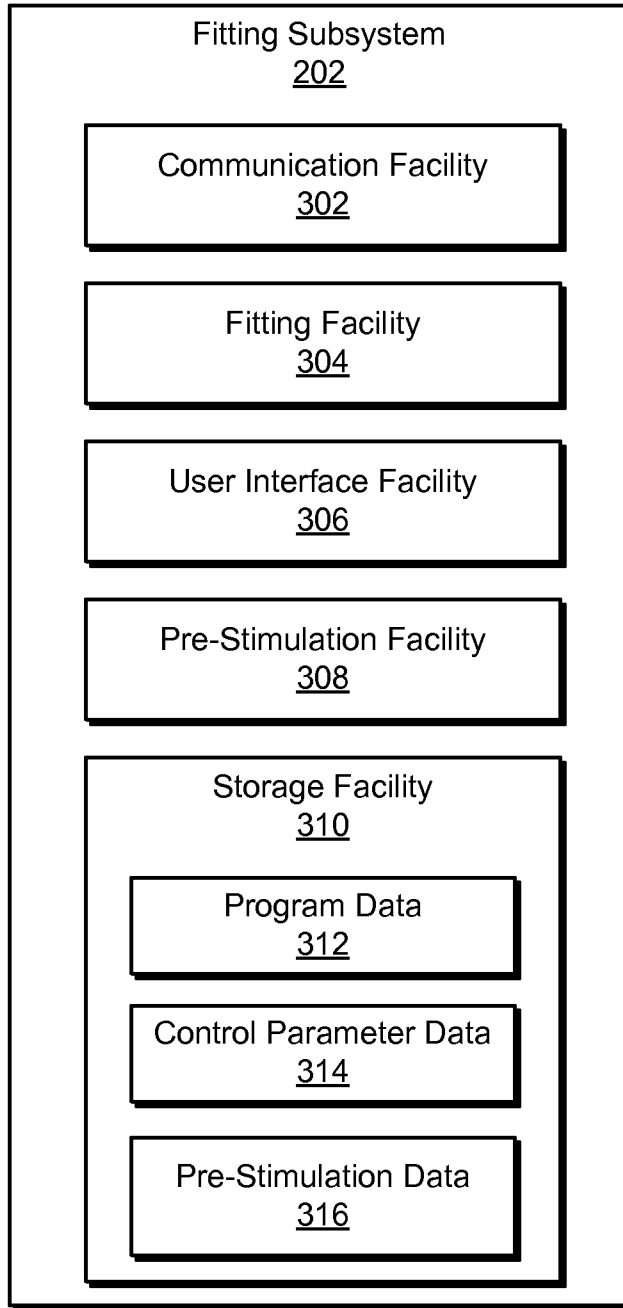 Fitting Subsystem
202
Communication Facility
302
Fitting Facility
304
User Interface Facility
306
Pre-Stimulation Facility
308
Storage Facility
310
Program Data
312
Control Parameter Data
314
Pre-Stimulation Data
316